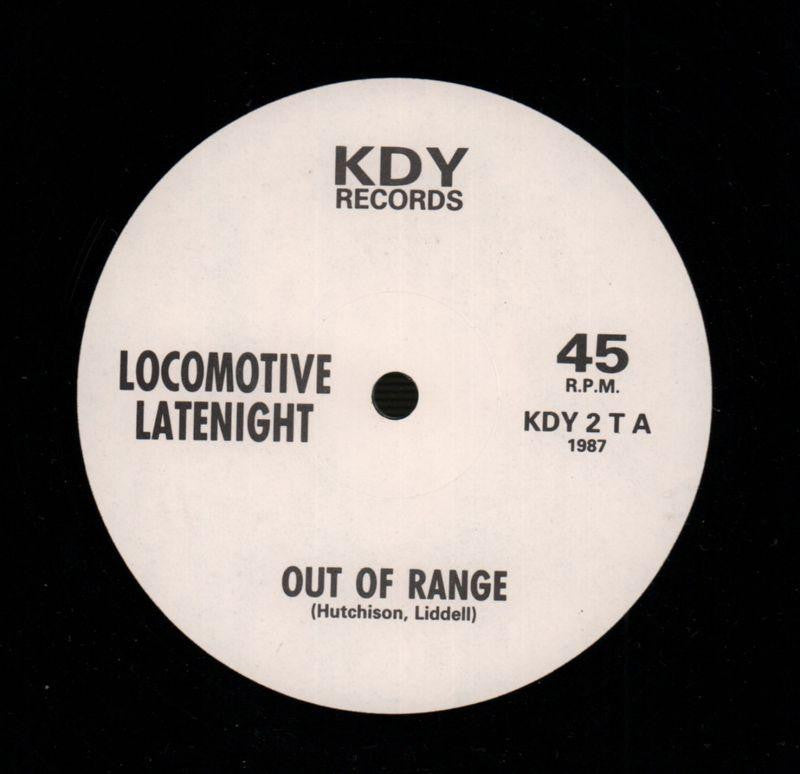 KDY
RECORDS
LOCOMOTIVE
LATENIGHT
45
R.P.M.
KDY 2 T A
1987
OUT OF RANGE
(Hutchison, Liddell)